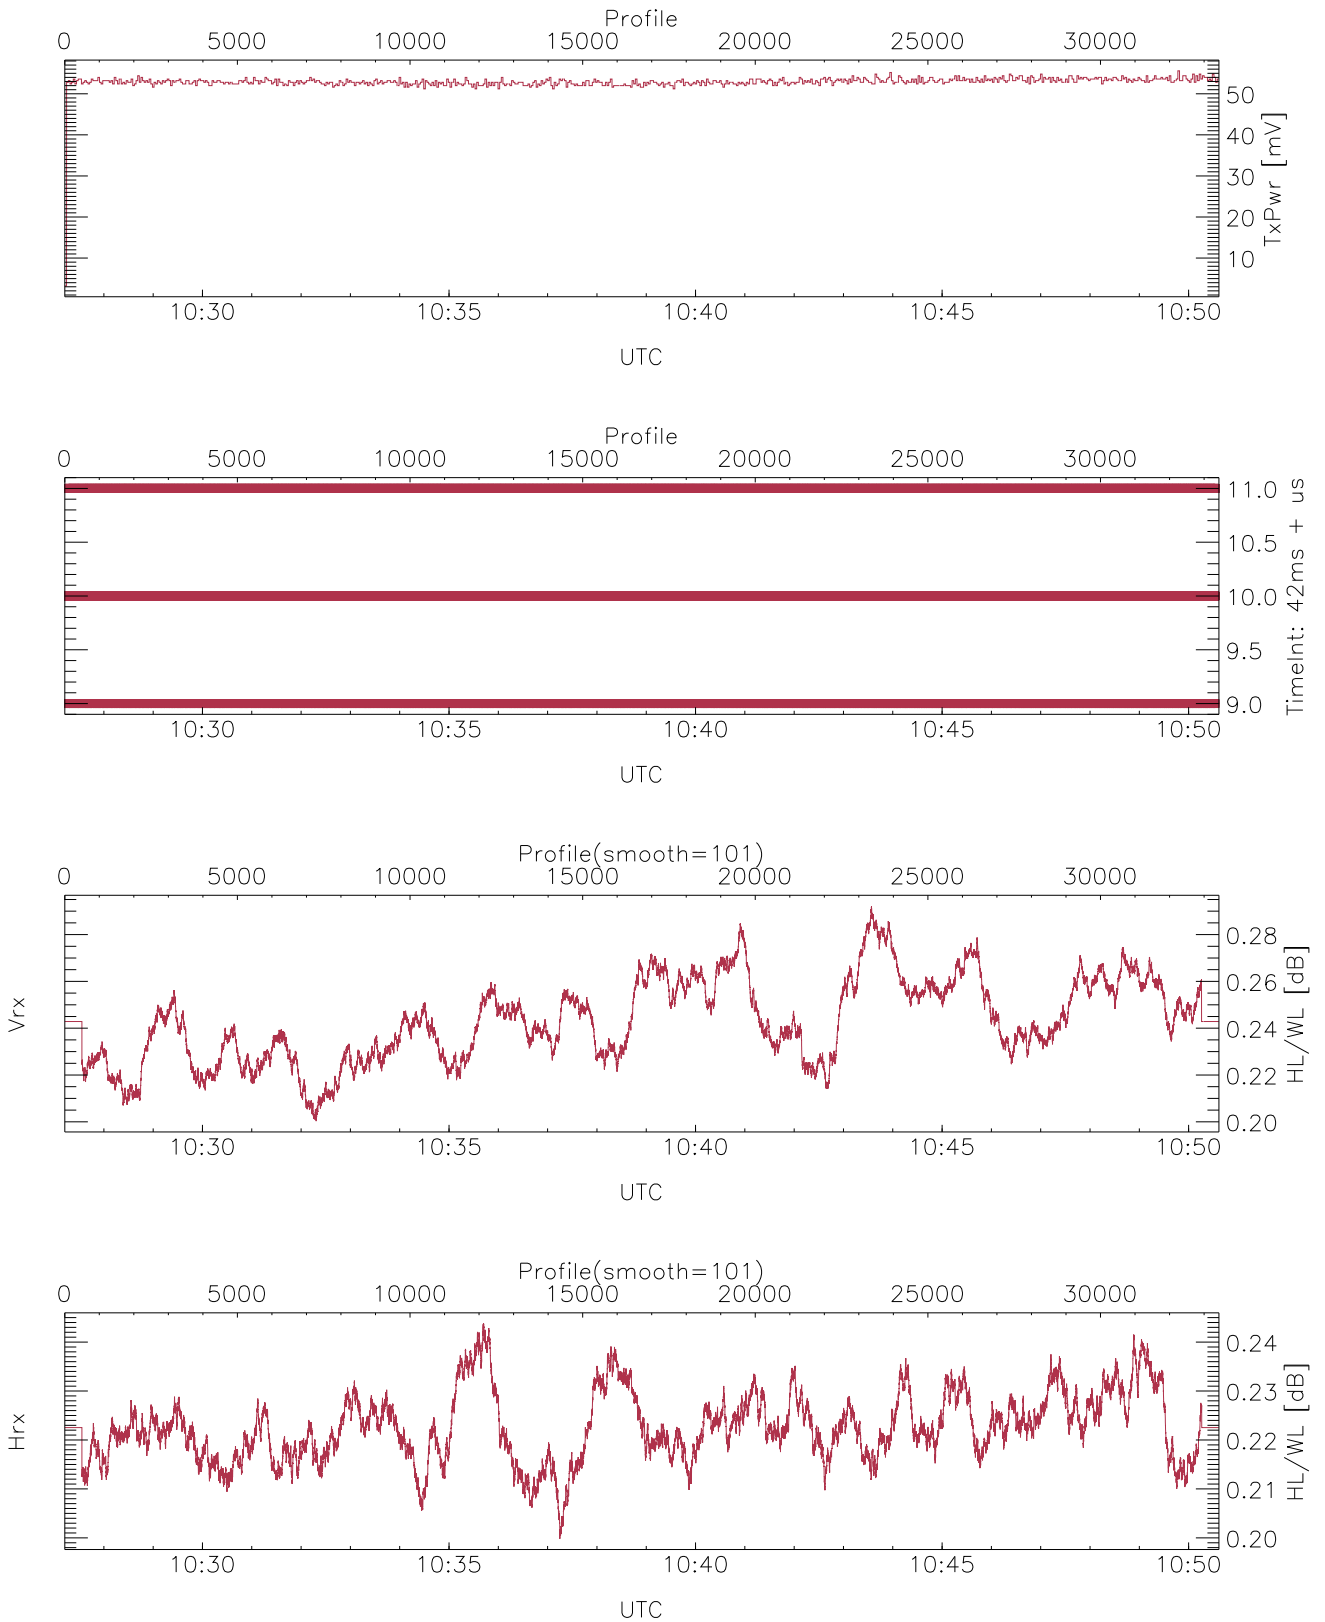 Profile
0 5000 10000 15000 20000 25000 30000
50
40
30
20
10
TxPwr [mV]
10:30 10:35 10:40 10:45 10:50
UTC
Profile
0 5000 10000 15000 20000 25000 30000
11.0
10.5
10.0
9.5
9.0
TimeInt: 42ms + us
10:30 10:35 10:40 10:45 10:50
UTC
Profile(smooth=101)
0 5000 10000 15000 20000 25000 30000
Vrx
0.28
0.26
0.24
0.22
0.20
HL/WL [dB]
10:30 10:35 10:40 10:45 10:50
UTC
Profile(smooth=101)
0 5000 10000 15000 20000 25000 30000
Hrx
0.24
0.23
0.22
0.21
0.20
HL/WL [dB]
10:30 10:35 10:40 10:45 10:50
UTC